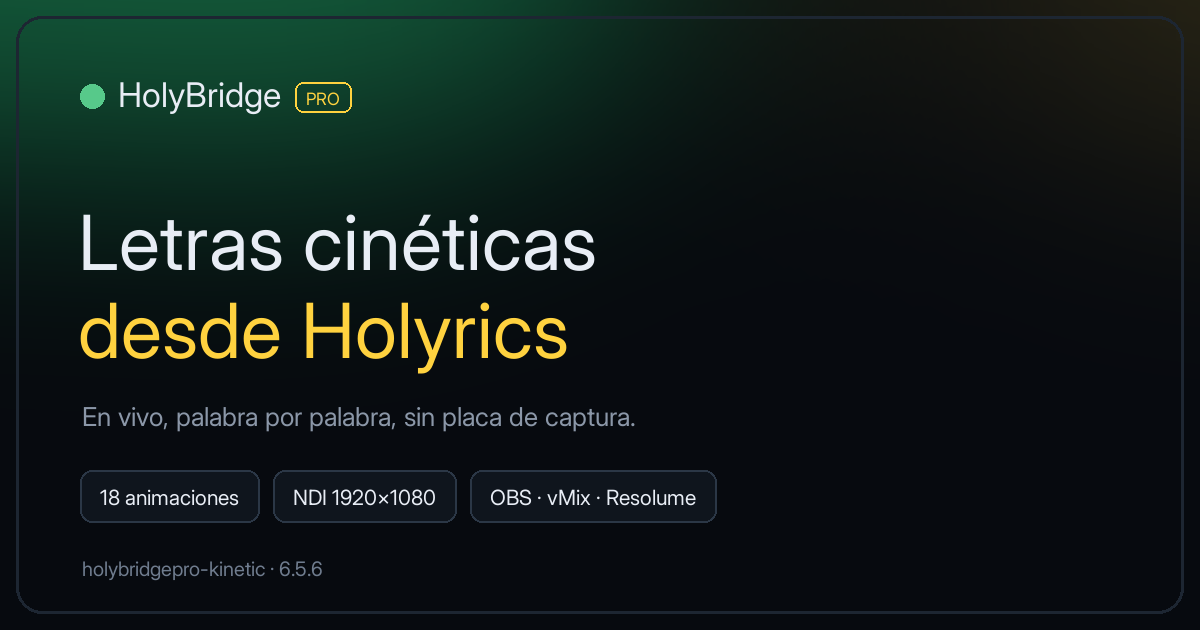 HolyBridge PRO
Letras cinéticas
desde Holyrics
En vivo, palabra por palabra, sin placa de captura.
18 animaciones NDI 1920×1080 OBS · vMix · Resolume
holybridgepro-kinetic · 6.5.6